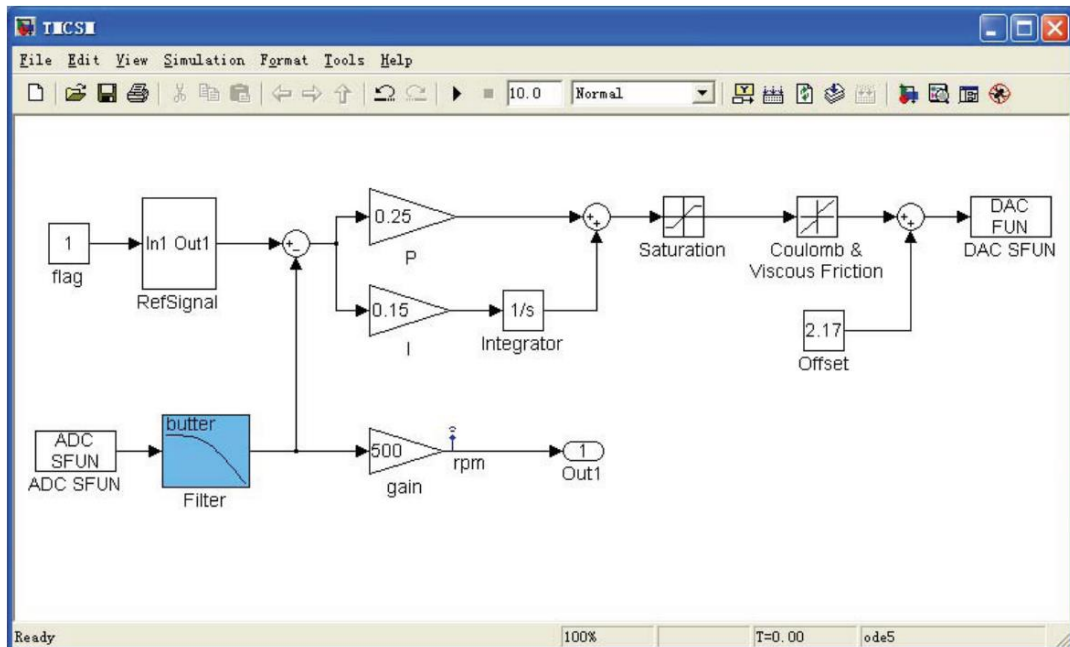 TMCSM
File Edit View Simulation Format Tools Help
10.0 Normal
1
flag
In1 Out1
RefSignal
0.25
P
0.15
I
1/s
Integrator
Saturation
Coulomb &
Viscous Friction
2.17
Offset
DAC
FUN
DAC SFUN
ADC
SFUN
ADC SFUN
butter
Filter
500
gain
rpm
1
Out1
Ready 100% T=0.00 ode5